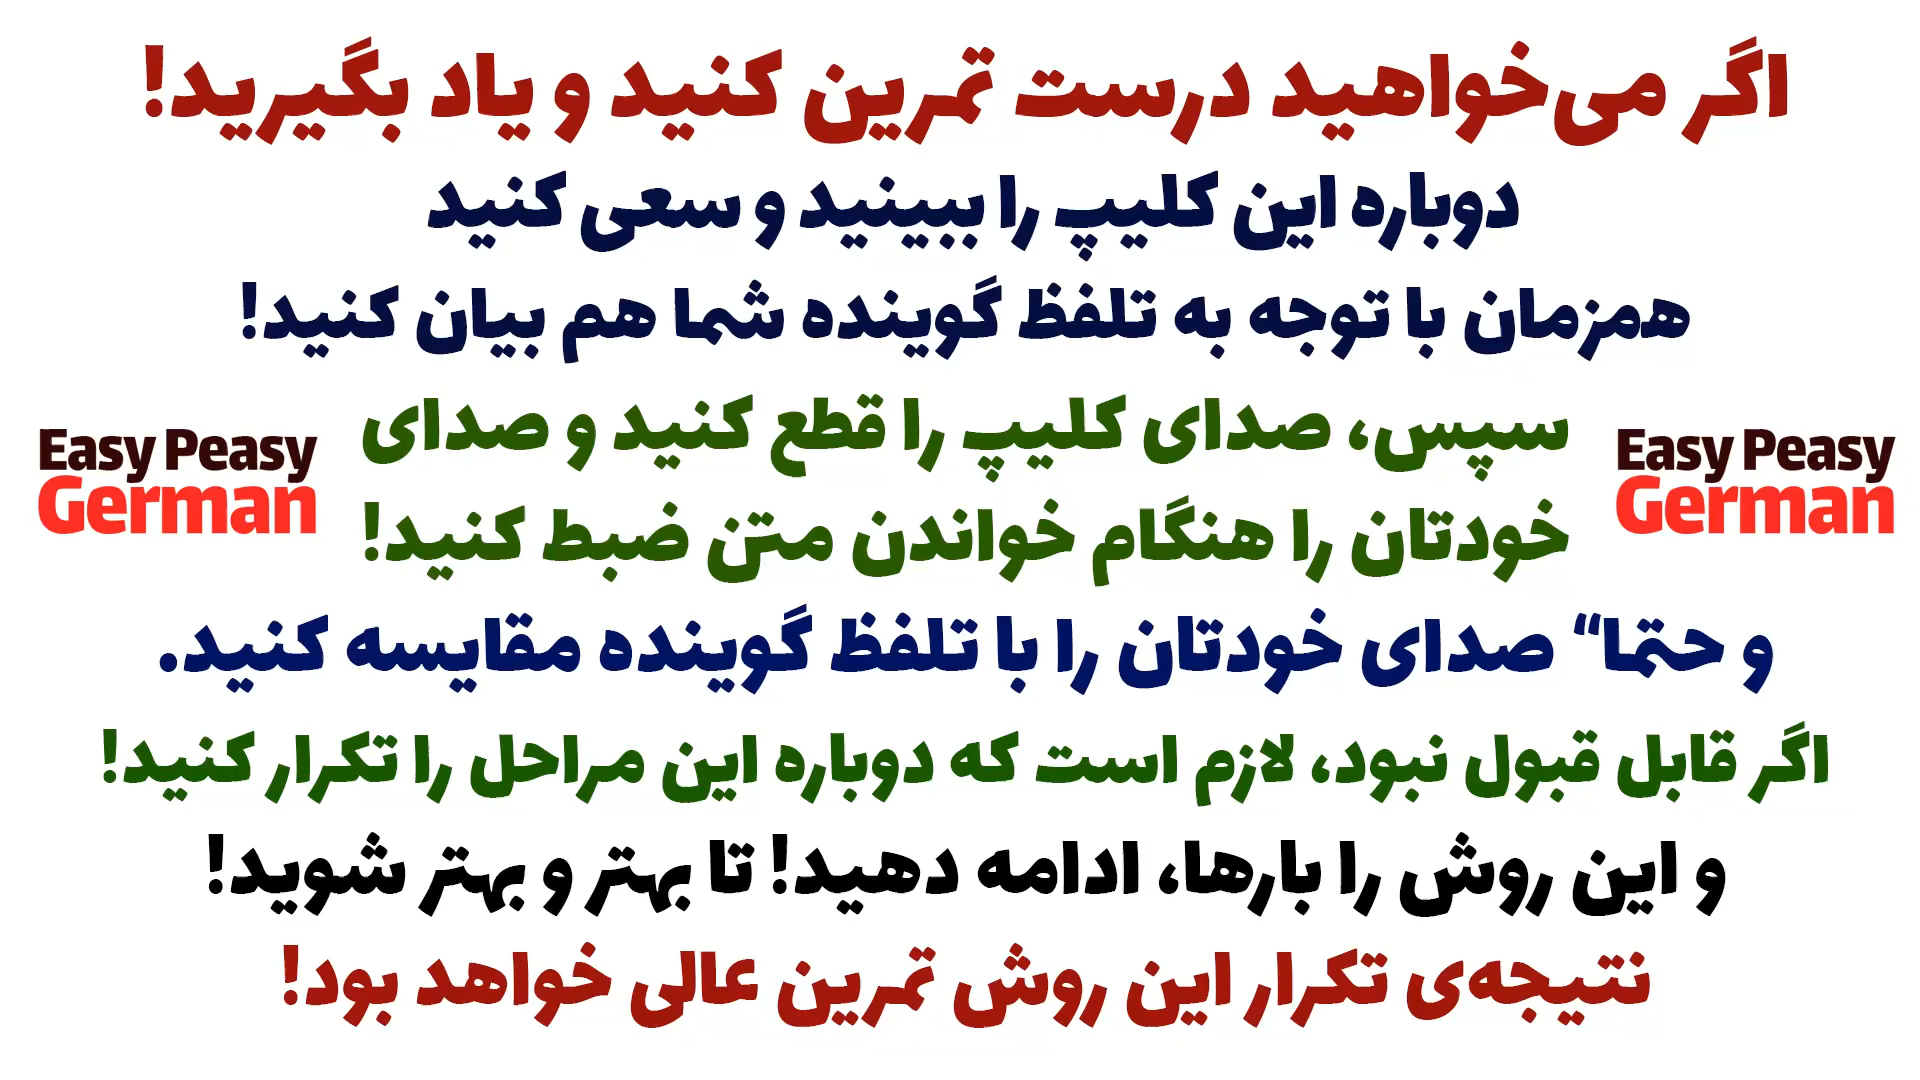 اگر می‌خواهید درست تمرین کنید و یاد بگیرید!
دوباره این کلیپ را ببینید و سعی کنید
همزمان با توجه به تلفظ گوینده شما هم بیان کنید!
سپس، صدای کلیپ را قطع کنید و صدای
خودتان را هنگام خواندن متن ضبط کنید!
Easy Peasy
German
Easy Peasy
German
و حتما“ صدای خودتان را با تلفظ گوینده مقایسه کنید.
اگر قابل قبول نبود، لازم است که دوباره این مراحل را تکرار کنید!
و این روش را بارها، ادامه دهید! تا بهتر و بهتر شوید!
نتیجه‌ی تکرار این روش تمرین عالی خواهد بود!